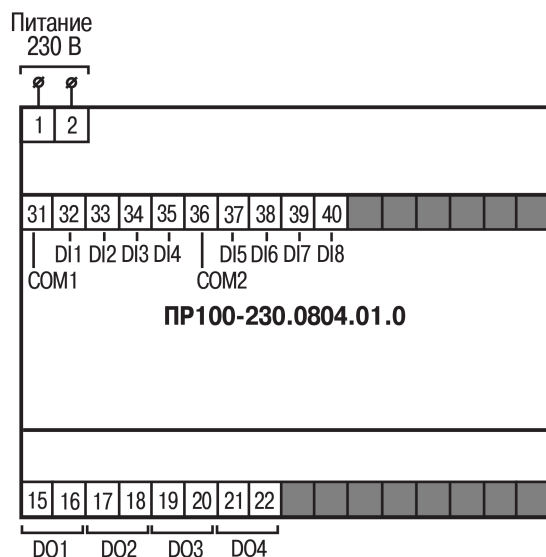 Питание
230 В
1 2
31 32 33 34 35 36 37 38 39 40
DI1 DI2 DI3 DI4 DI5 DI6 DI7 DI8
COM1 COM2
ПР100-230.0804.01.0
15 16 17 18 19 20 21 22
DO1 DO2 DO3 DO4